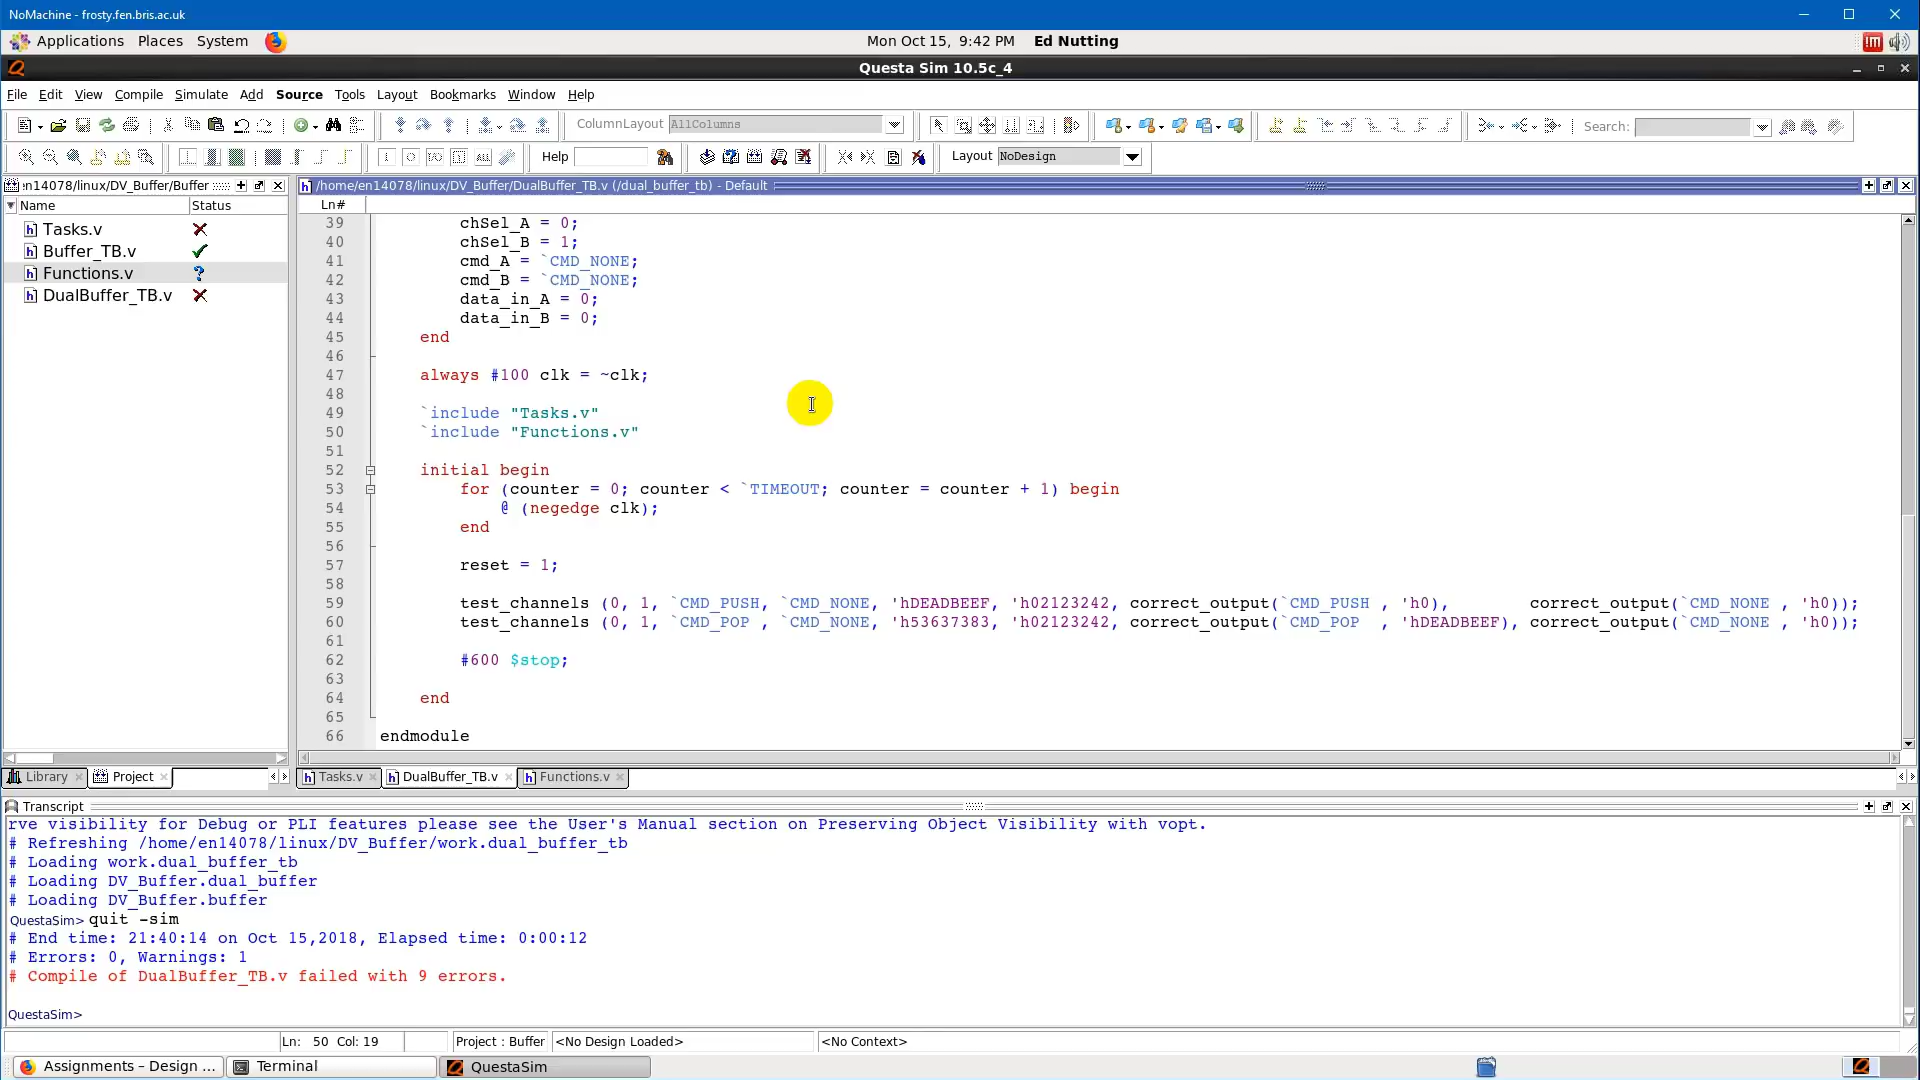 NoMachine - frosty.fen.bris.ac.uk
Applications Places System Mon Oct 15, 9:42 PM Ed Nutting
Questa Sim 10.5c_4
File Edit View Compile Simulate Add Source Tools Layout Bookmarks Window Help
ColumnLayout AllColumns Search:
Help Layout NoDesign
:n14078/linux/DV_Buffer/Buffer
Name Status
Tasks.v
Buffer_TB.v
Functions.v
DualBuffer_TB.v
Library Project
/home/en14078/linux/DV_Buffer/DualBuffer_TB.v (/dual_buffer_tb) - Default
Ln#
39 chSel_A = 0;
40 chSel_B = 1;
41 cmd_A = `CMD_NONE;
42 cmd_B = `CMD_NONE;
43 data_in_A = 0;
44 data_in_B = 0;
45 end
46
47 always #100 clk = ~clk;
48
49 `include "Tasks.v"
50 `include "Functions.v"
51
52 initial begin
53 for (counter = 0; counter < `TIMEOUT; counter = counter + 1) begin
54 @ (negedge clk);
55 end
56
57 reset = 1;
58
59 test_channels (0, 1, `CMD_PUSH, `CMD_NONE, 'hDEADBEEF, 'h02123242, correct_output(`CMD_PUSH , 'h0), correct_output(`CMD_NONE , 'h0));
60 test_channels (0, 1, `CMD_POP , `CMD_NONE, 'h53637383, 'h02123242, correct_output(`CMD_POP , 'hDEADBEEF), correct_output(`CMD_NONE , 'h0));
61
62 #600 $stop;
63
64 end
65
66 endmodule
Tasks.v DualBuffer_TB.v Functions.v
Transcript
rve visibility for Debug or PLI features please see the User's Manual section on Preserving Object Visibility with vopt.
# Refreshing /home/en14078/linux/DV_Buffer/work.dual_buffer_tb
# Loading work.dual_buffer_tb
# Loading DV_Buffer.dual_buffer
# Loading DV_Buffer.buffer
QuestaSim> quit -sim
# End time: 21:40:14 on Oct 15,2018, Elapsed time: 0:00:12
# Errors: 0, Warnings: 1
# Compile of DualBuffer_TB.v failed with 9 errors.
QuestaSim>
Ln: 50 Col: 19 Project : Buffer <No Design Loaded> <No Context>
Assignments – Design ... Terminal QuestaSim